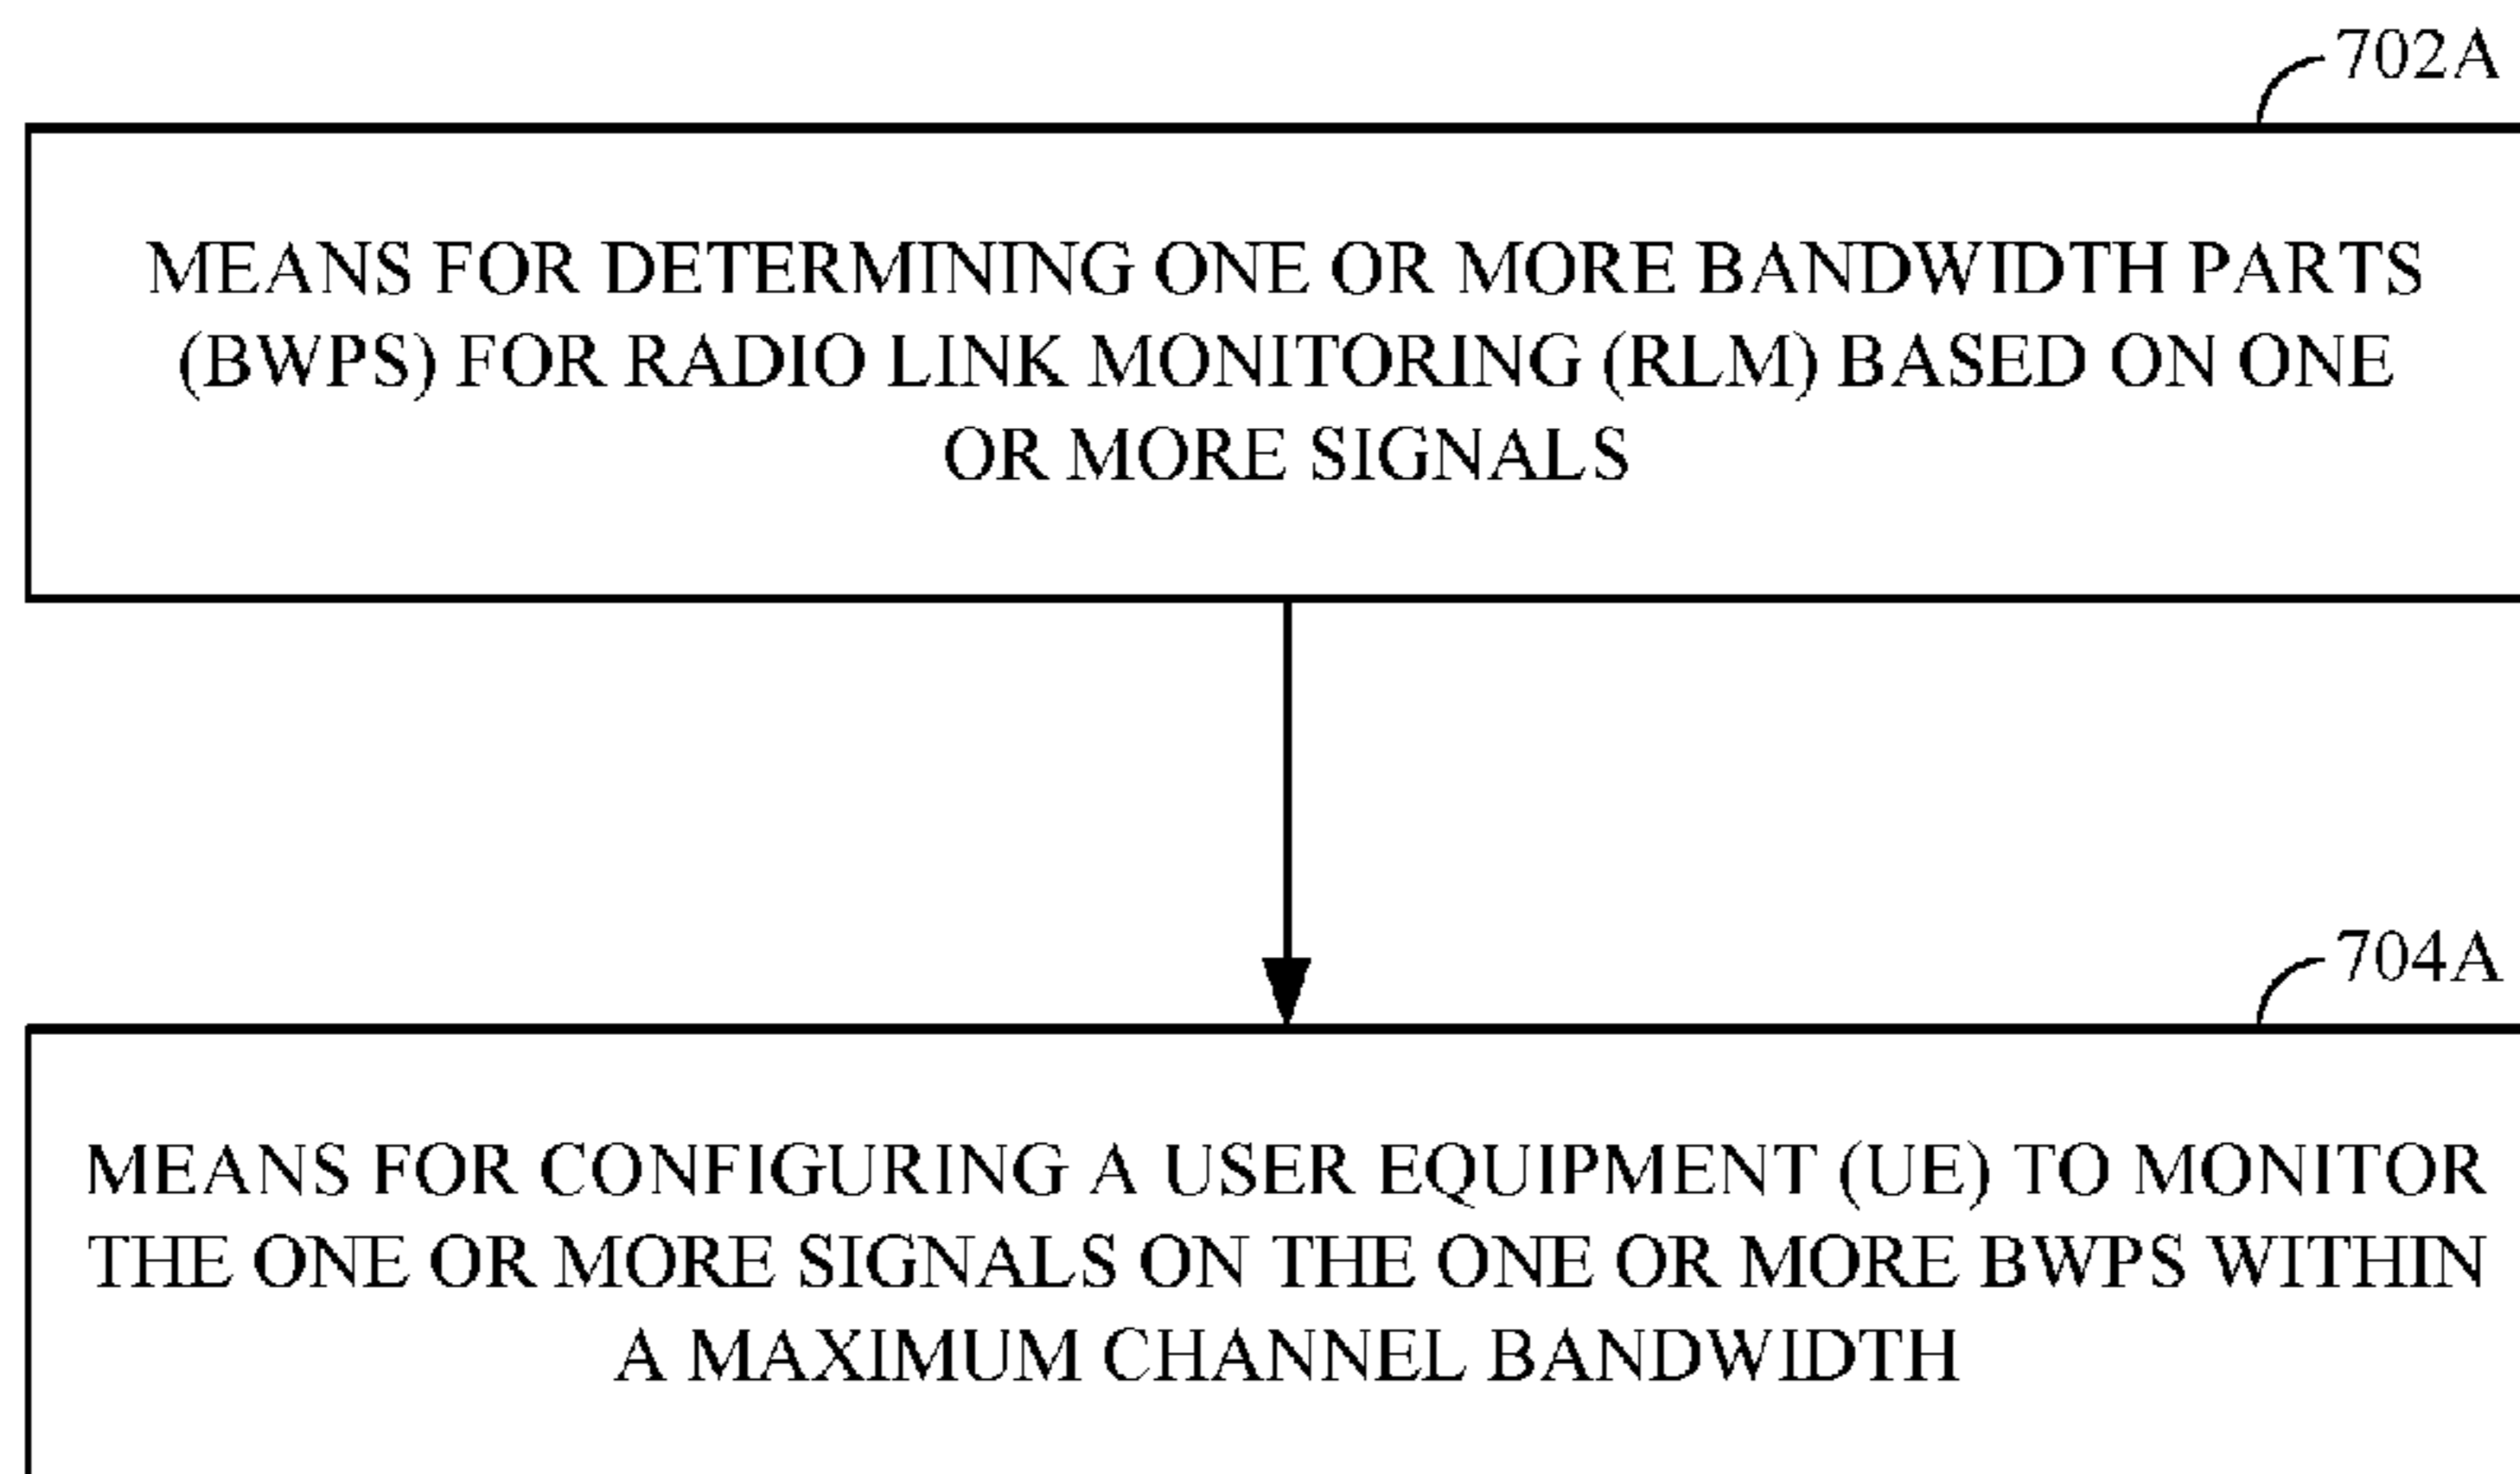 702A
MEANS FOR DETERMINING ONE OR MORE BANDWIDTH PARTS
(BWPS) FOR RADIO LINK MONITORING (RLM) BASED ON ONE
OR MORE SIGNALS
704A
MEANS FOR CONFIGURING A USER EQUIPMENT (UE) TO MONITOR
THE ONE OR MORE SIGNALS ON THE ONE OR MORE BWPS WITHIN
A MAXIMUM CHANNEL BANDWIDTH